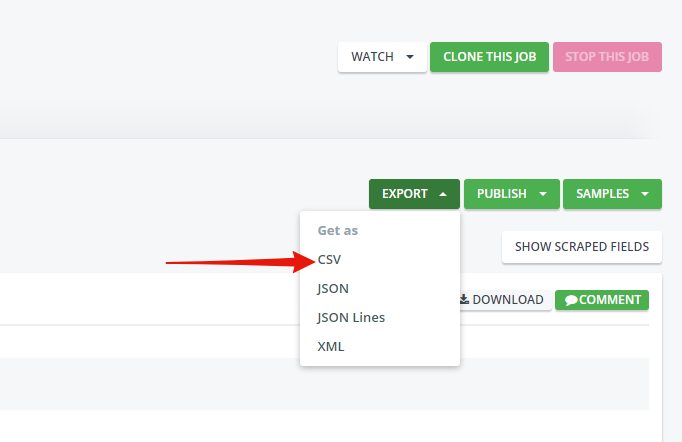 WATCH
CLONE THIS JOB
STOP THIS JOB
EXPORT
PUBLISH
SAMPLES
Get as
CSV
JSON
JSON Lines
XML
SHOW SCRAPED FIELDS
DOWNLOAD
COMMENT